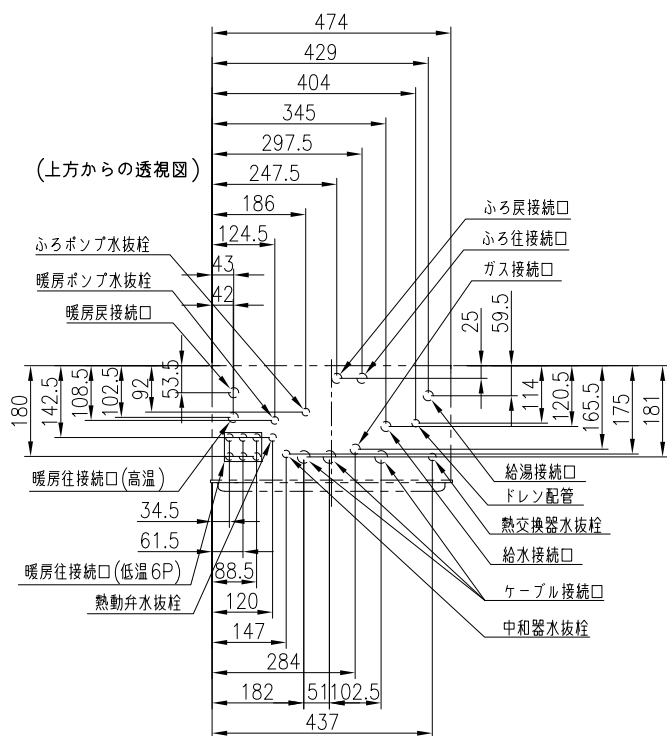 474
429
404
345
297.5
(上方からの透視図)
247.5
186
124.5
ふろ戻接続口
ふろポンプ水抜栓
ふろ往接続口
43
ガス接続口
暖房ポンプ水抜栓
42
暖房戻接続口
25
59.5
180
142.5
108.5
102.5
92
53.5
114
120.5
165.5
175
181
暖房往接続口(高温)
給湯接続口
ドレン配管
34.5
熱交換器水抜栓
61.5
給水接続口
暖房往接続口(低温6P)
88.5
ケーブル接続口
熱動弁水抜栓
120
147
中和器水抜栓
284
182
51
102.5
437